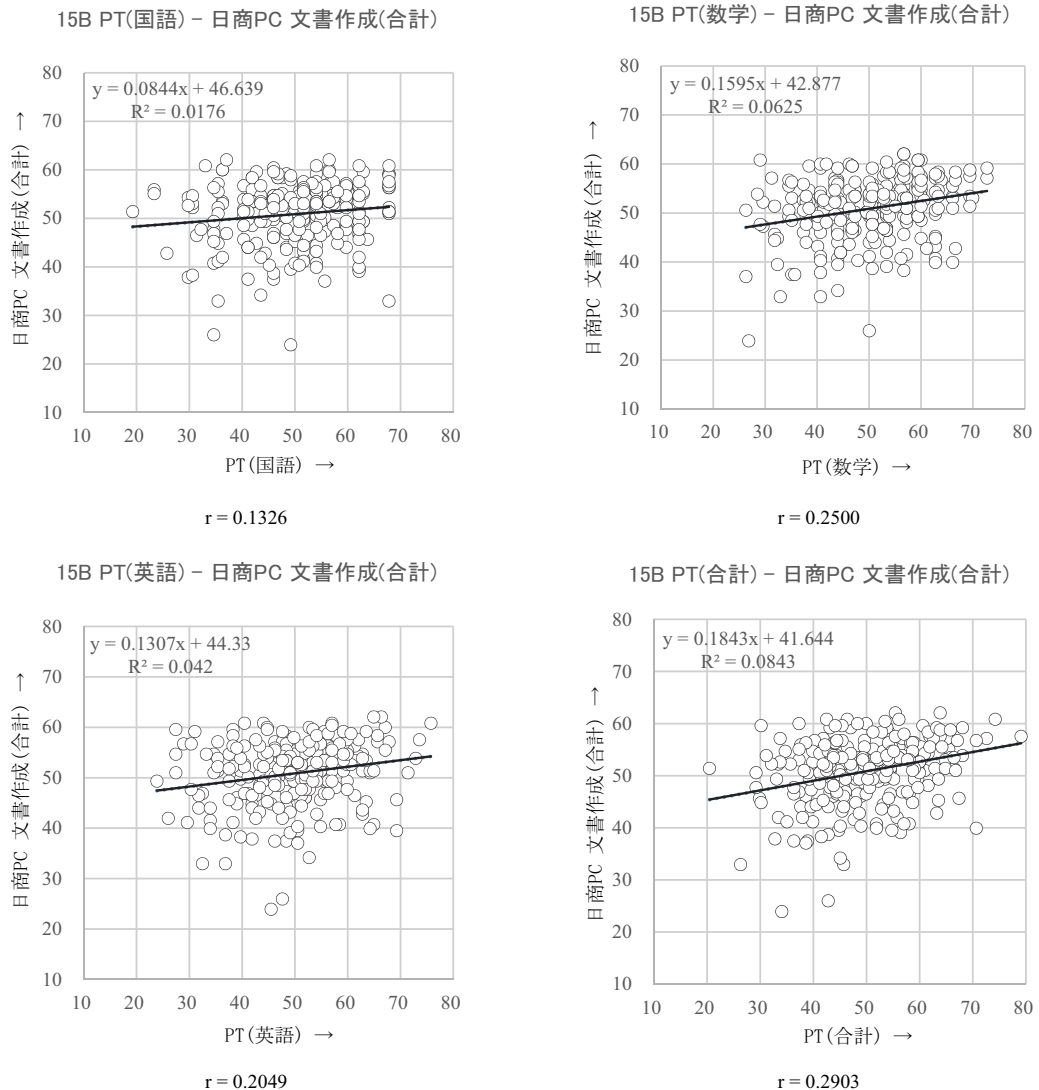 15B PT(国語) – 日商PC 文書作成(合計)
y = 0.0844x + 46.639
R² = 0.0176
日商PC 文書作成(合計) →
80
70
60
50
40
30
20
10
10 20 30 40 50 60 70 80
PT(国語) →
r = 0.1326
15B PT(数学) – 日商PC 文書作成(合計)
y = 0.1595x + 42.877
R² = 0.0625
日商PC 文書作成(合計) →
80
70
60
50
40
30
20
10
10 20 30 40 50 60 70 80
PT(数学) →
r = 0.2500
15B PT(英語) – 日商PC 文書作成(合計)
y = 0.1307x + 44.33
R² = 0.042
日商PC 文書作成(合計) →
80
70
60
50
40
30
20
10
10 20 30 40 50 60 70 80
PT(英語) →
r = 0.2049
15B PT(合計) – 日商PC 文書作成(合計)
y = 0.1843x + 41.644
R² = 0.0843
日商PC 文書作成(合計) →
80
70
60
50
40
30
20
10
10 20 30 40 50 60 70 80
PT(合計) →
r = 0.2903